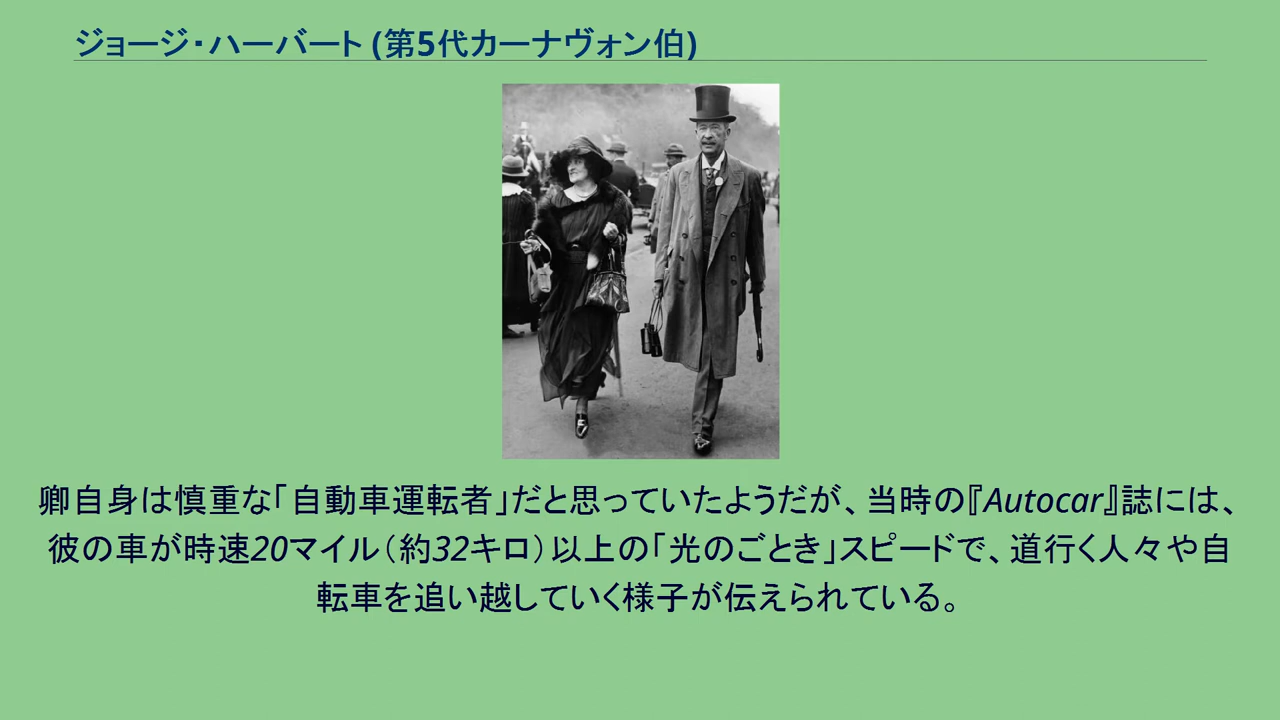 ジョージ・ハーバート (第5代カーナヴォン伯)
卿自身は慎重な「自動車運転者」だと思っていたようだが、当時の『Autocar』誌には、
彼の車が時速20マイル（約32キロ）以上の「光のごとき」スピードで、道行く人々や自
転車を追い越していく様子が伝えられている。